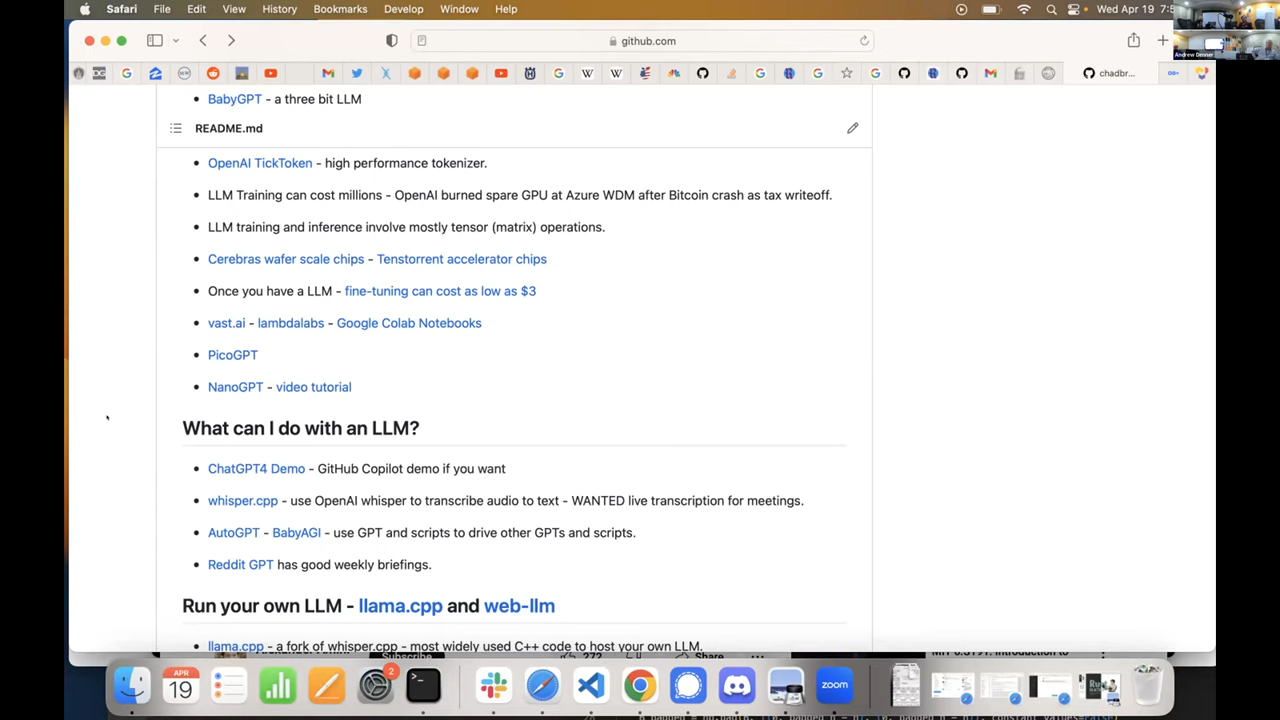 Safari File Edit View History Bookmarks Develop Window Help Wed Apr 19
github.com
Andrew Denner
chadbr...
BabyGPT - a three bit LLM
README.md
OpenAI TickToken - high performance tokenizer.
LLM Training can cost millions - OpenAI burned spare GPU at Azure WDM after Bitcoin crash as tax writeoff.
LLM training and inference involve mostly tensor (matrix) operations.
Cerebras wafer scale chips - Tenstorrent accelerator chips
Once you have a LLM - fine-tuning can cost as low as $3
vast.ai - lambdalabs - Google Colab Notebooks
PicoGPT
NanoGPT - video tutorial
What can I do with an LLM?
ChatGPT4 Demo - GitHub Copilot demo if you want
whisper.cpp - use OpenAI whisper to transcribe audio to text - WANTED live transcription for meetings.
AutoGPT - BabyAGI - use GPT and scripts to drive other GPTs and scripts.
Reddit GPT has good weekly briefings.
Run your own LLM - llama.cpp and web-llm
llama.cpp - a fork of whisper.cpp - most widely used C++ code to host your own LLM.
Subscribe 272 Share
APR
19
2
zoom